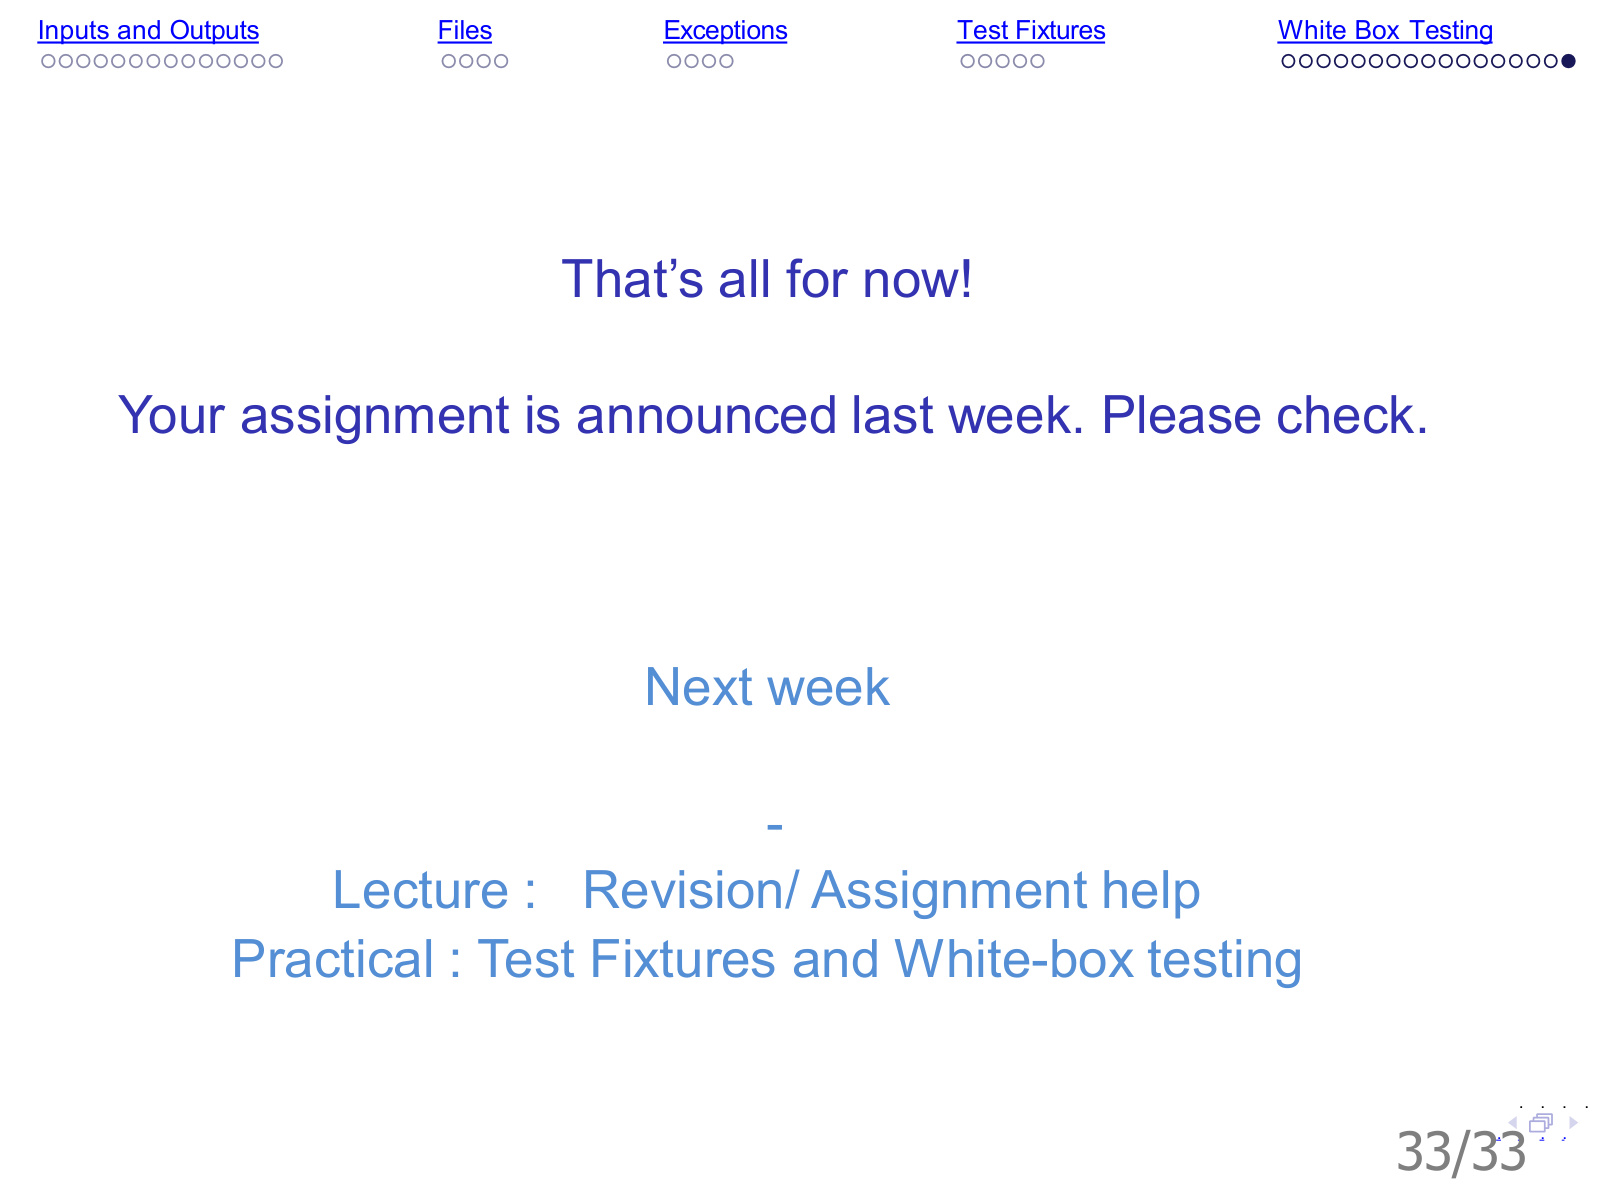 Inputs and Outputs Files Exceptions Test Fixtures White Box Testing
That’s all for now!
Your assignment is announced last week. Please check.
Next week
-
Lecture : Revision/ Assignment help
Practical : Test Fixtures and White-box testing
33/33